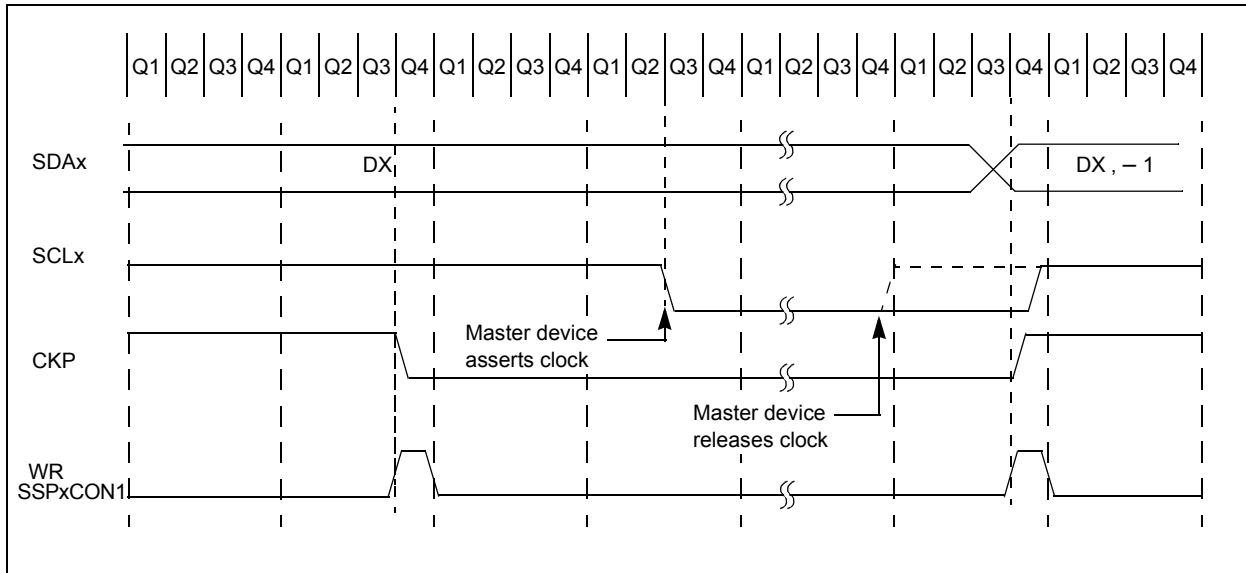 Q1 Q2 Q3 Q4 Q1 Q2 Q3 Q4 Q1 Q2 Q3 Q4 Q1 Q2 Q3 Q4 Q1 Q2 Q3 Q4 Q1 Q2 Q3 Q4 Q1 Q2 Q3 Q4
SDAx
DX
DX , – 1
SCLx
Master device
asserts clock
CKP
Master device
releases clock
WR
SSPxCON1